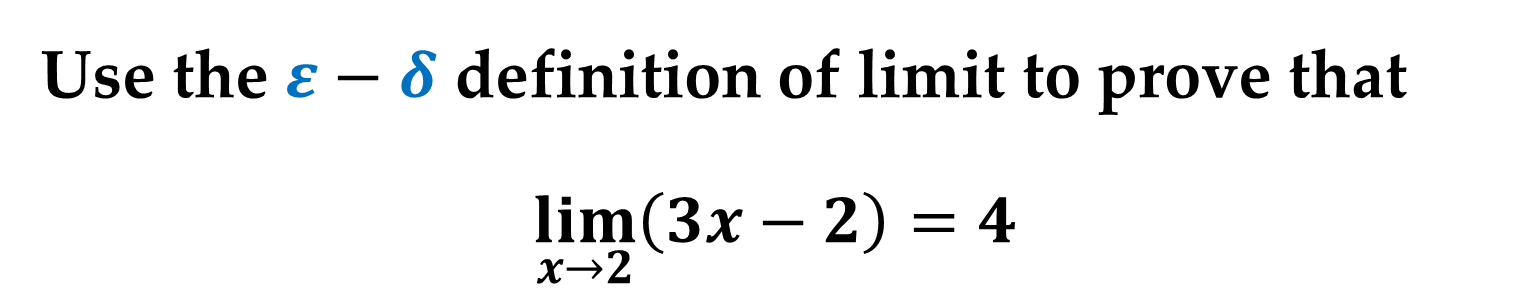 Use the ε − δ definition of limit to prove that
lim(3x − 2) = 4
x→2